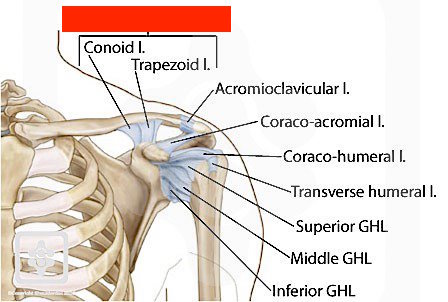 Conoid l.
Trapezoid l.
Acromioclavicular l.
Coraco-acromial l.
Coraco-humeral l.
Transverse humeral l.
Superior GHL
Middle GHL
Inferior GHL